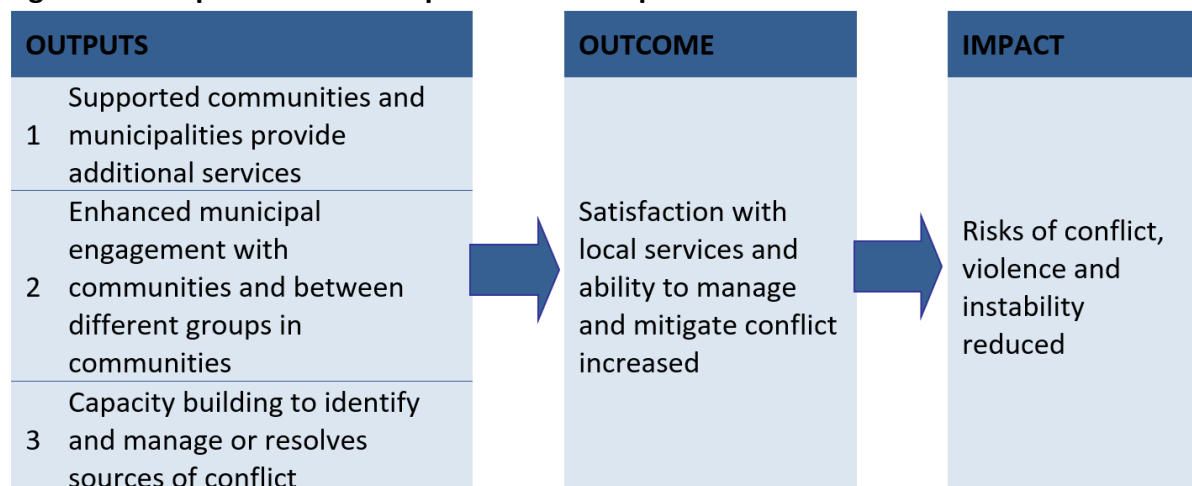 OUTPUTS
1 Supported communities and
municipalities provide
additional services
2 Enhanced municipal
engagement with
communities and between
different groups in
communities
3 Capacity building to identify
and manage or resolves
sources of conflict
OUTCOME
Satisfaction with
local services and
ability to manage
and mitigate conflict
increased
IMPACT
Risks of conflict,
violence and
instability
reduced